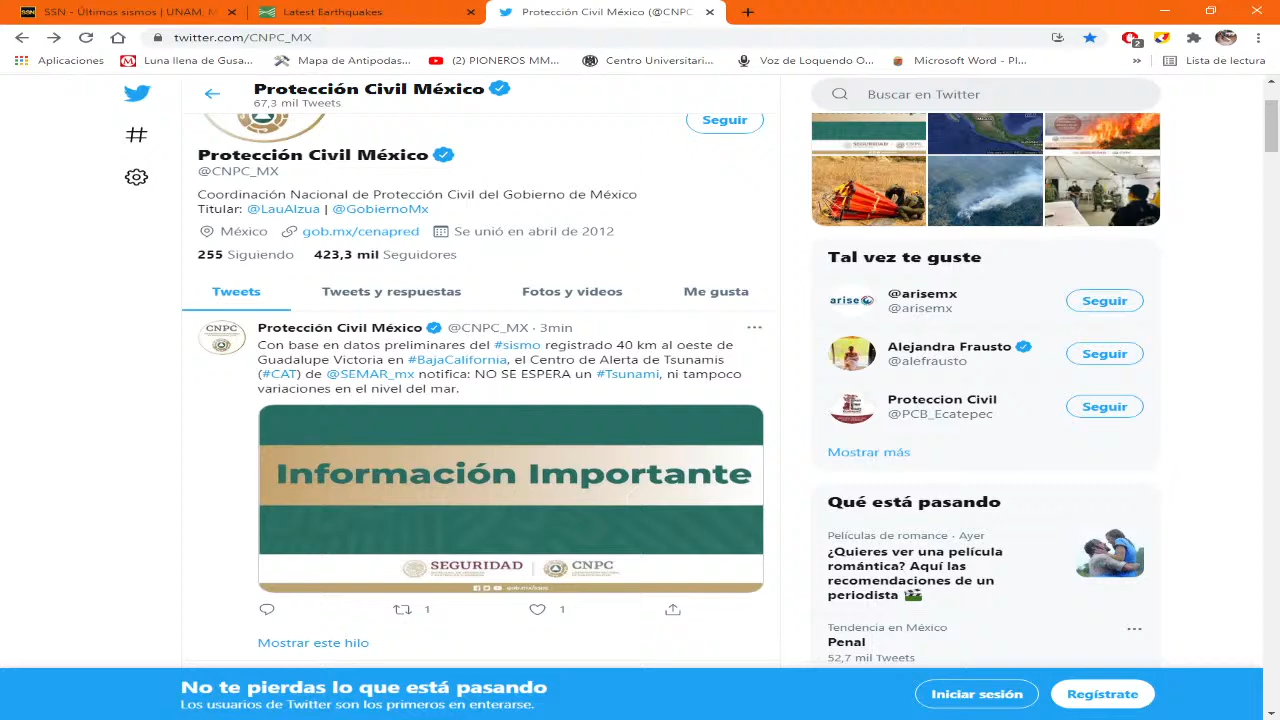 SSN - Últimos sismos | UNAM, M
Latest Earthquakes
Protección Civil México (@CNPC
twitter.com/CNPC_MX
2
Aplicaciones
Luna llena de Gusa...
Mapa de Antipodas...
(2) PIONEROS MM...
Centro Universitari...
Voz de Loquendo O...
Microsoft Word - Pl...
»
Lista de lectura
Protección Civil México
67,3 mil Tweets
Buscar en Twitter
Seguir
Protección Civil México
@CNPC_MX
Coordinación Nacional de Protección Civil del Gobierno de México
Titular: @LauAlzua | @GobiernoMx
México gob.mx/cenapred Se unió en abril de 2012
255 Siguiendo 423,3 mil Seguidores
Tweets
Tweets y respuestas
Fotos y videos
Me gusta
CNPC
Protección Civil México @CNPC_MX · 3min
Con base en datos preliminares del #sismo registrado 40 km al oeste de
Guadalupe Victoria en #BajaCalifornia, el Centro de Alerta de Tsunamis
(#CAT) de @SEMAR_mx notifica: NO SE ESPERA un #Tsunami, ni tampoco
variaciones en el nivel del mar.
Información Importante
SEGURIDAD
CNPC
1
1
Mostrar este hilo
Tal vez te guste
arise
@arisemx
@arisemx
Seguir
Alejandra Frausto
@alefrausto
Seguir
Proteccion Civil
@PCB_Ecatepec
Seguir
Mostrar más
Qué está pasando
Películas de romance · Ayer
¿Quieres ver una película
romántica? Aquí las
recomendaciones de un
periodista
Tendencia en México
Penal
52,7 mil Tweets
No te pierdas lo que está pasando
Los usuarios de Twitter son los primeros en enterarse.
Iniciar sesión
Regístrate